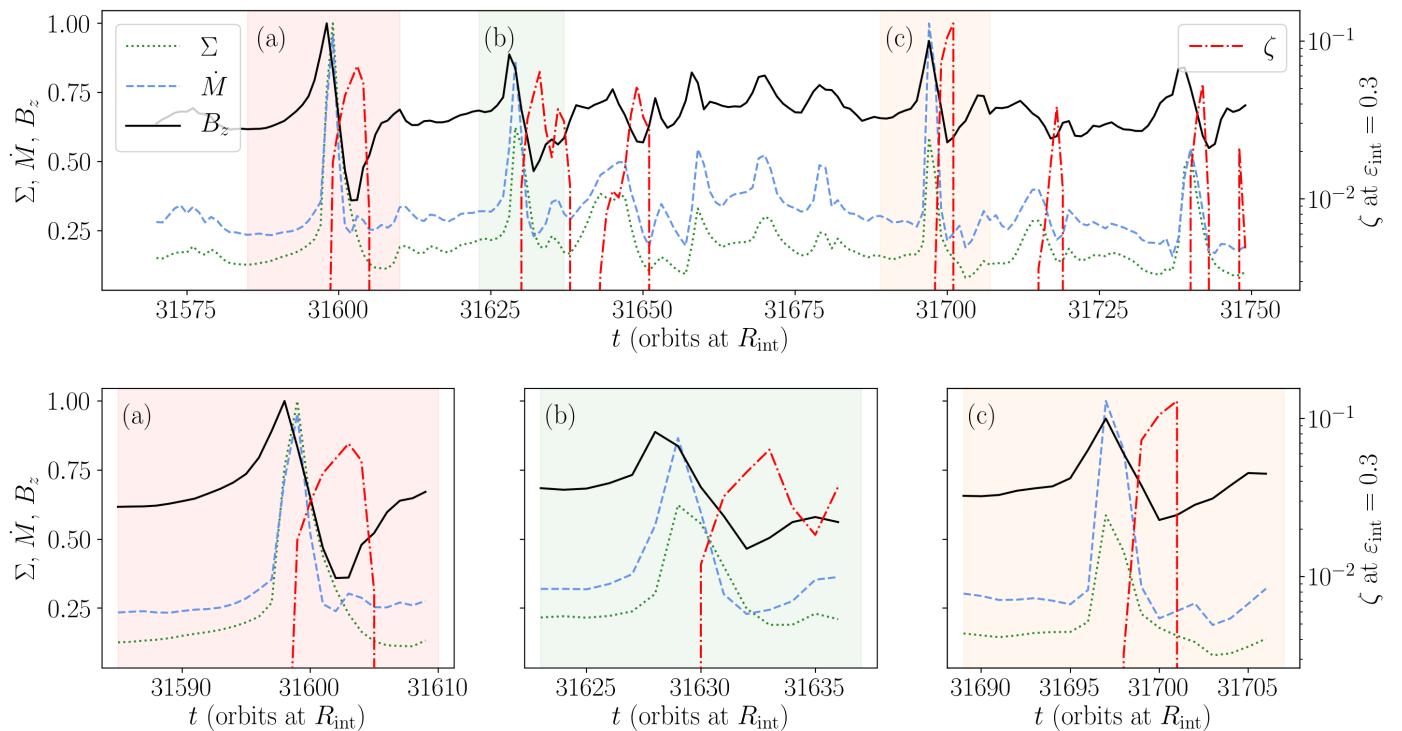 1.00
0.75
0.50
0.25
Σ, Ṁ, B_z
Σ
Ṁ
B_z
(a)
(b)
(c)
ζ
10⁻¹
10⁻²
ζ at ε_int = 0.3
31575
31600
31625
31650
31675
31700
31725
31750
t (orbits at R_int)
1.00
0.75
0.50
0.25
Σ, Ṁ, B_z
(a)
31590
31600
31610
t (orbits at R_int)
(b)
31625
31630
31635
t (orbits at R_int)
(c)
31690
31695
31700
31705
t (orbits at R_int)
10⁻¹
10⁻²
ζ at ε_int = 0.3